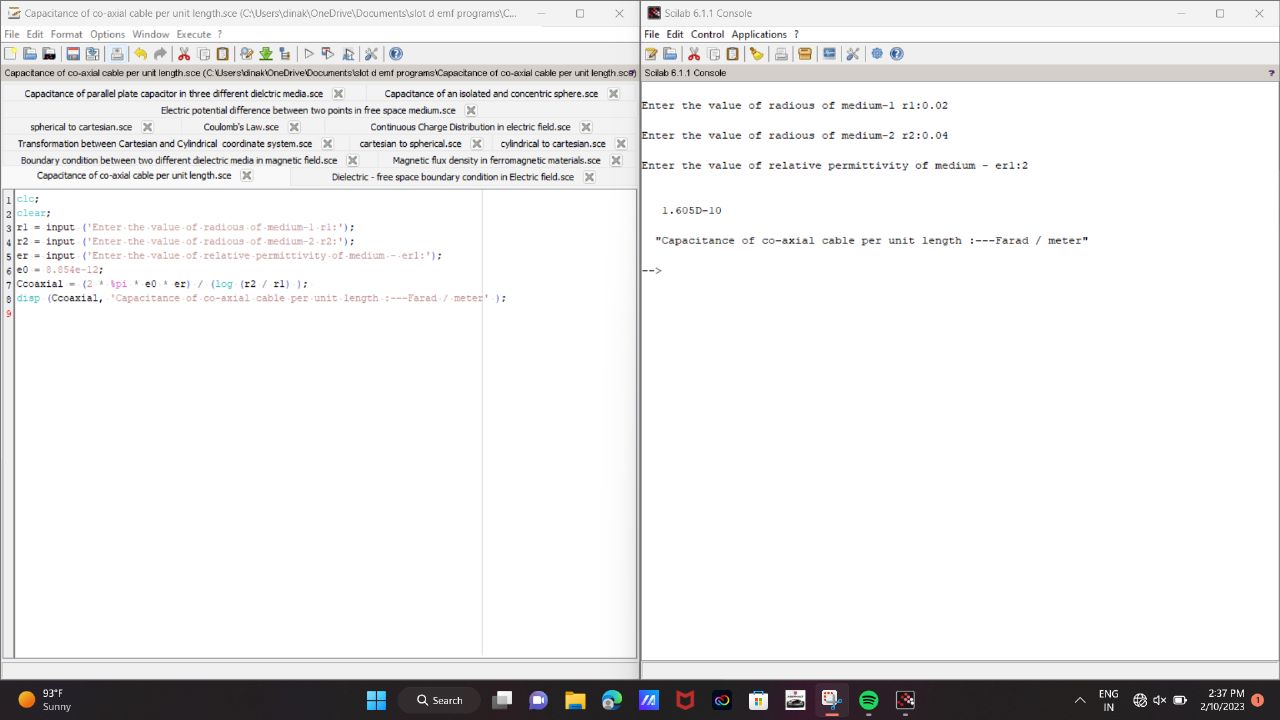 Capacitance of co-axial cable per unit length.sce (C:\Users\dinak\OneDrive\Documents\slot d emf programs\C...
File Edit Format Options Window Execute ?
Capacitance of co-axial cable per unit length.sce (C:\Users\dinak\OneDrive\Documents\slot d emf programs\Capacitance of co-axial cable per unit length.sce)
Capacitance of parallel plate capacitor in three different dielctric media.sce Capacitance of an isolated and concentric sphere.sce
Electric potential difference between two points in free space medium.sce
spherical to cartesian.sce Coulomb's Law.sce Continuous Charge Distribution in electric field.sce
Transformation between Cartesian and Cylindrical coordinate system.sce cartesian to spherical.sce cylindrical to cartesian.sce
Boundary condition between two different dielectric media in magnetic field.sce Magnetic flux density in ferromagnetic materials.sce
Capacitance of co-axial cable per unit length.sce Dielectric - free space boundary condition in Electric field.sce
1 clc;
2 clear;
3 r1 = input ('Enter the value of radious of medium-1 r1:');
4 r2 = input ('Enter the value of radious of medium-2 r2:');
5 er = input ('Enter the value of relative permittivity of medium - er1:');
6 e0 = 8.854e-12;
7 Ccoaxial = (2 * %pi * e0 * er) / (log (r2 / r1) );
8 disp (Ccoaxial, 'Capacitance of co-axial cable per unit length :---Farad / meter' );
9
Scilab 6.1.1 Console
File Edit Control Applications ?
Scilab 6.1.1 Console ?
Enter the value of radious of medium-1 r1:0.02
Enter the value of radious of medium-2 r2:0.04
Enter the value of relative permittivity of medium - er1:2
1.605D-10
"Capacitance of co-axial cable per unit length :---Farad / meter"
-->
93°F
Sunny
Search
ENG
IN
2:37 PM
2/10/2023
1